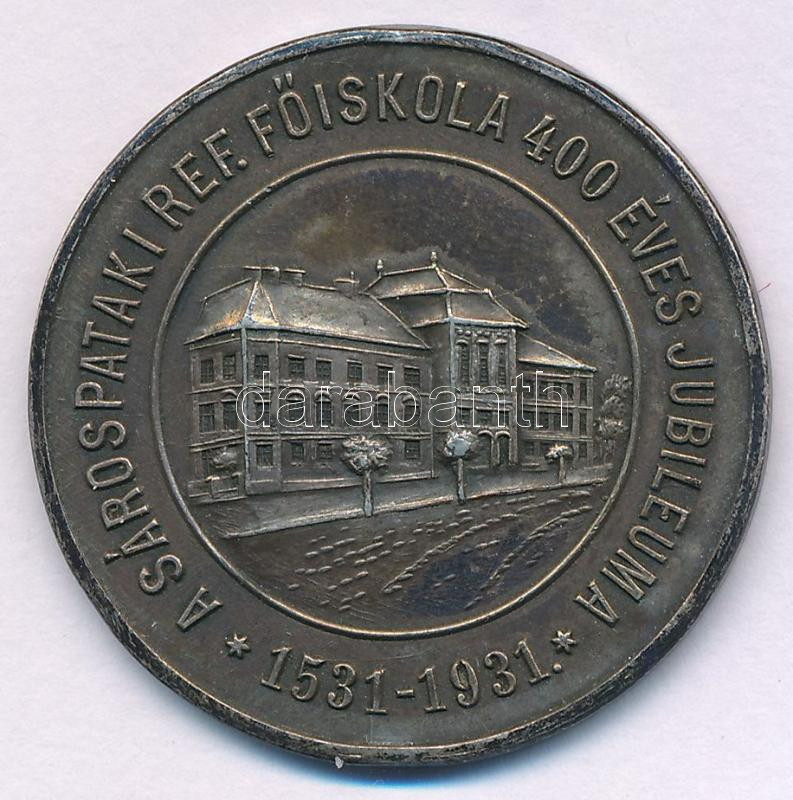 A SÁROSPATAKI REF. FŐISKOLA 400 ÉVES JUBILEUMA
* 1531-1931. *
darabanth